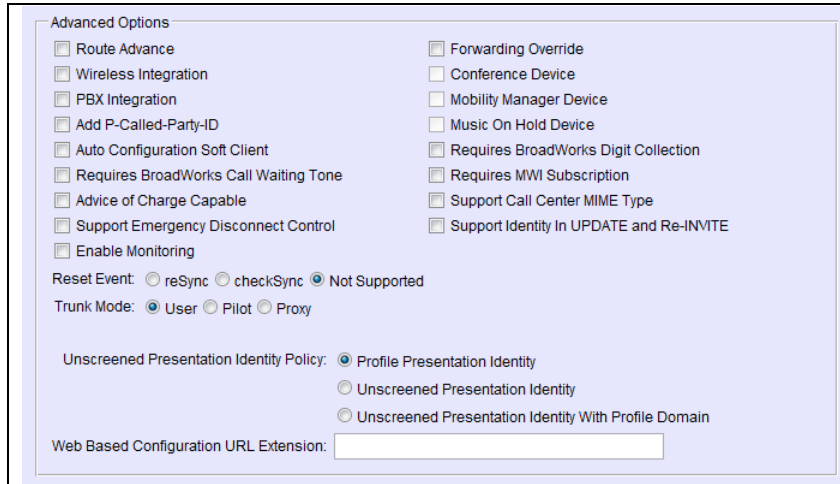 Advanced Options
Route Advance
Forwarding Override
Wireless Integration
Conference Device
PBX Integration
Mobility Manager Device
Add P-Called-Party-ID
Music On Hold Device
Auto Configuration Soft Client
Requires BroadWorks Digit Collection
Requires BroadWorks Call Waiting Tone
Requires MWI Subscription
Advice of Charge Capable
Support Call Center MIME Type
Support Emergency Disconnect Control
Support Identity In UPDATE and Re-INVITE
Enable Monitoring
Reset Event: reSync checkSync Not Supported
Trunk Mode: User Pilot Proxy
Unscreened Presentation Identity Policy: Profile Presentation Identity
Unscreened Presentation Identity
Unscreened Presentation Identity With Profile Domain
Web Based Configuration URL Extension: